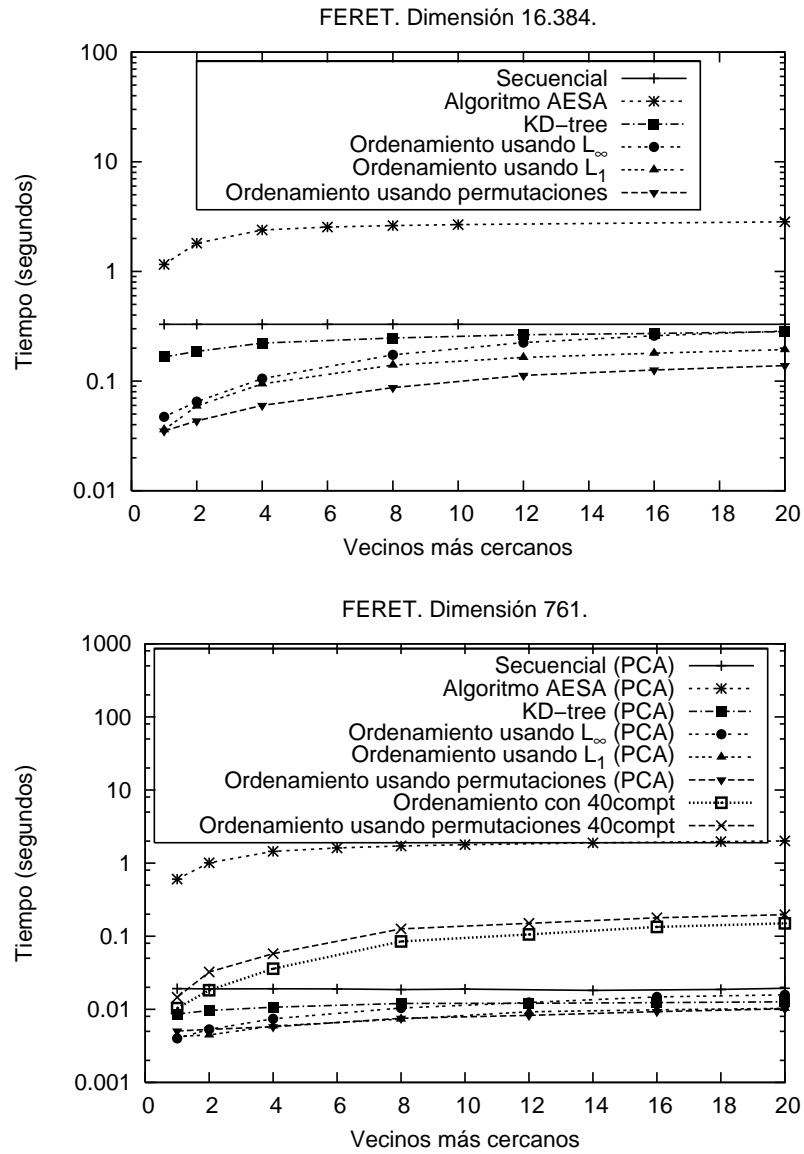 FERET. Dimensión 16.384.
100
10
1
0.1
0.01
Tiempo (segundos)
Secuencial
Algoritmo AESA
KD−tree
Ordenamiento usando L∞
Ordenamiento usando L1
Ordenamiento usando permutaciones
0 2 4 6 8 10 12 14 16 18 20
Vecinos más cercanos
FERET. Dimensión 761.
1000
100
10
1
0.1
0.01
0.001
Tiempo (segundos)
Secuencial (PCA)
Algoritmo AESA (PCA)
KD−tree (PCA)
Ordenamiento usando L∞ (PCA)
Ordenamiento usando L1 (PCA)
Ordenamiento usando permutaciones (PCA)
Ordenamiento con 40compt
Ordenamiento usando permutaciones 40compt
0 2 4 6 8 10 12 14 16 18 20
Vecinos más cercanos